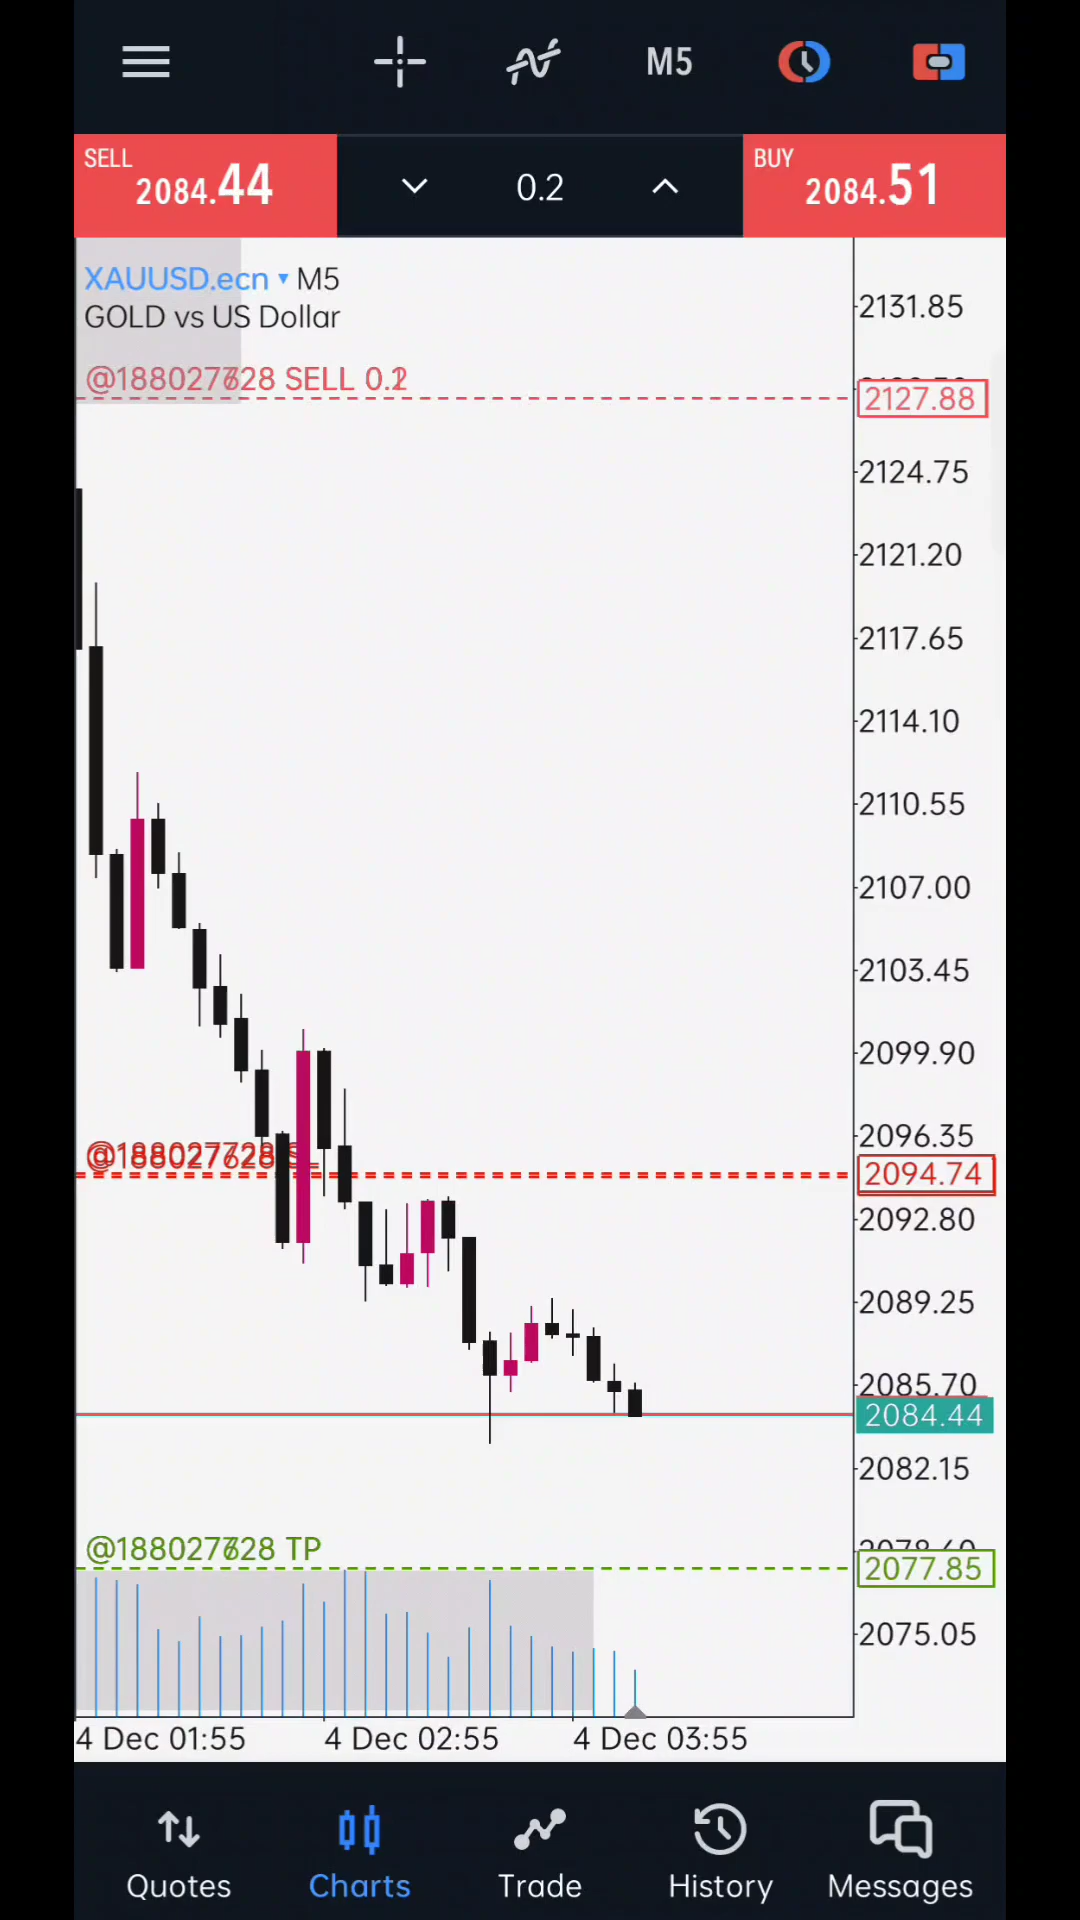 M5
SELL
2084.44
0.2
BUY
2084.51
XAUUSD.ecn ▾ M5
GOLD vs US Dollar
2131.85
SELL 0.
2127.88
2124.75
2121.20
2117.65
2114.10
2110.55
2107.00
2103.45
2099.90
2096.35
2094.74
2092.80
2089.25
2085.70
2084.44
2082.15
TP
2077.85
2075.05
4 Dec 01:55
4 Dec 02:55
4 Dec 03:55
Quotes
Charts
Trade
History
Messages